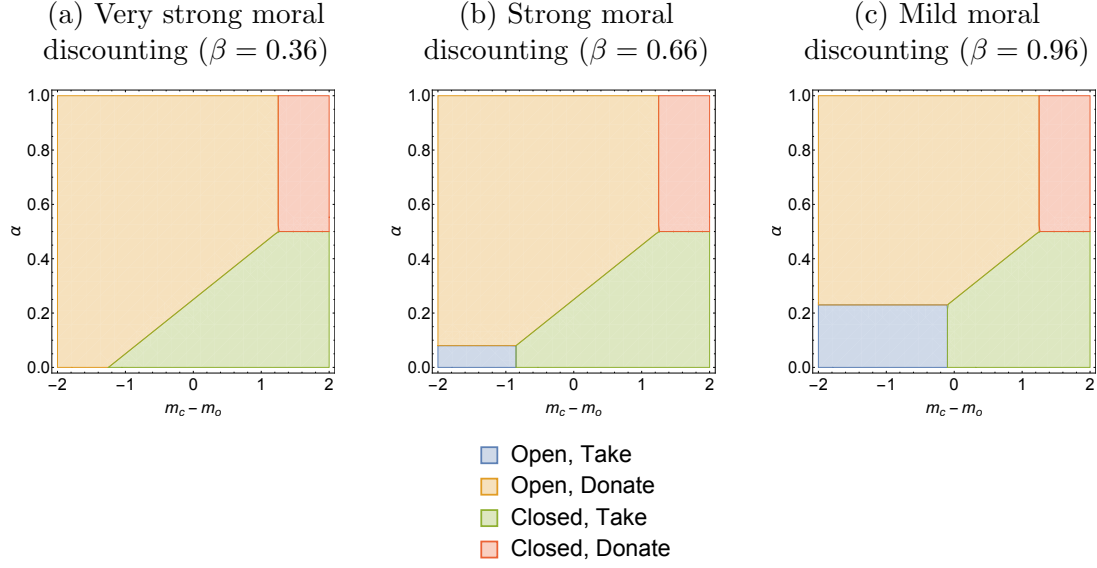 (a) Very strong moral
discounting (β = 0.36)
(b) Strong moral
discounting (β = 0.66)
(c) Mild moral
discounting (β = 0.96)
1.0
0.8
0.6
0.4
0.2
0.0
α
−2 −1 0 1 2
m_c − m_o
1.0
0.8
0.6
0.4
0.2
0.0
α
−2 −1 0 1 2
m_c − m_o
1.0
0.8
0.6
0.4
0.2
0.0
α
−2 −1 0 1 2
m_c − m_o
Open, Take
Open, Donate
Closed, Take
Closed, Donate